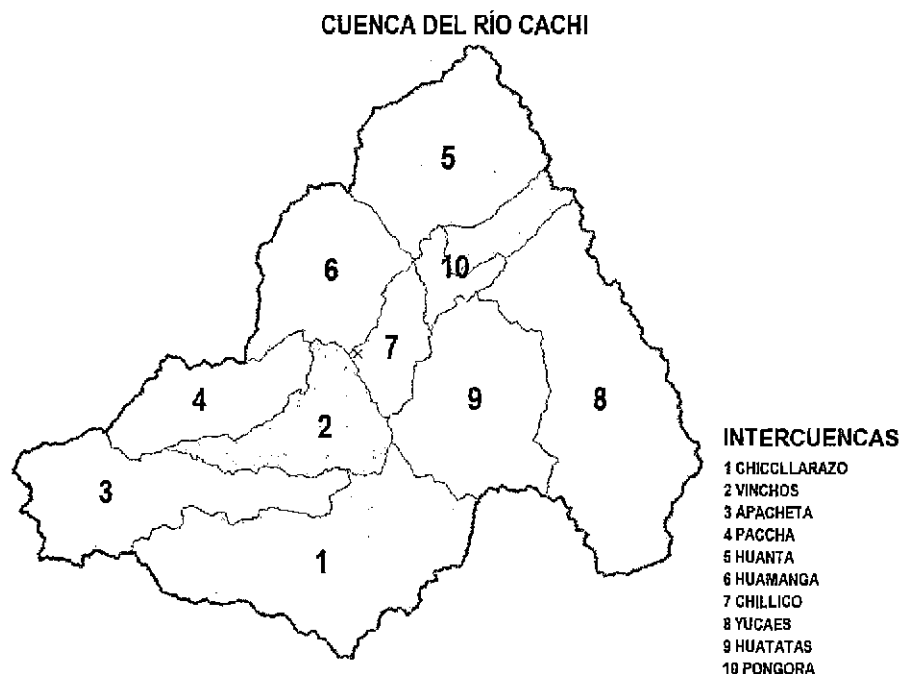 CUENCA DEL RÍO CACHI
5
6
10
7
4
2
9
8
3
1
INTERCUENCAS
1 CHICCLLARAZO
2 VINCHOS
3 APACHETA
4 PACCHA
5 HUANTA
6 HUAMANGA
7 CHILLICO
8 YUCAES
9 HUATATAS
10 PONGORA